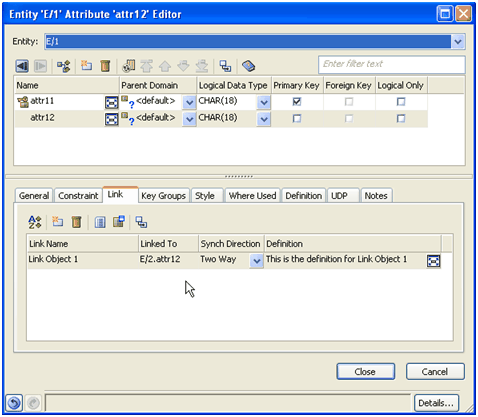 Entity 'E/1' Attribute 'attr12' Editor
Entity: E/1
Enter filter text
Name Parent Domain Logical Data Type Primary Key Foreign Key Logical Only
attr11 <default> CHAR(18)
attr12 <default> CHAR(18)
General Constraint Link Key Groups Style Where Used Definition UDP Notes
Link Name Linked To Synch Direction Definition
Link Object 1 E/2.attr12 Two Way This is the definition for Link Object 1
Close Cancel
Details...